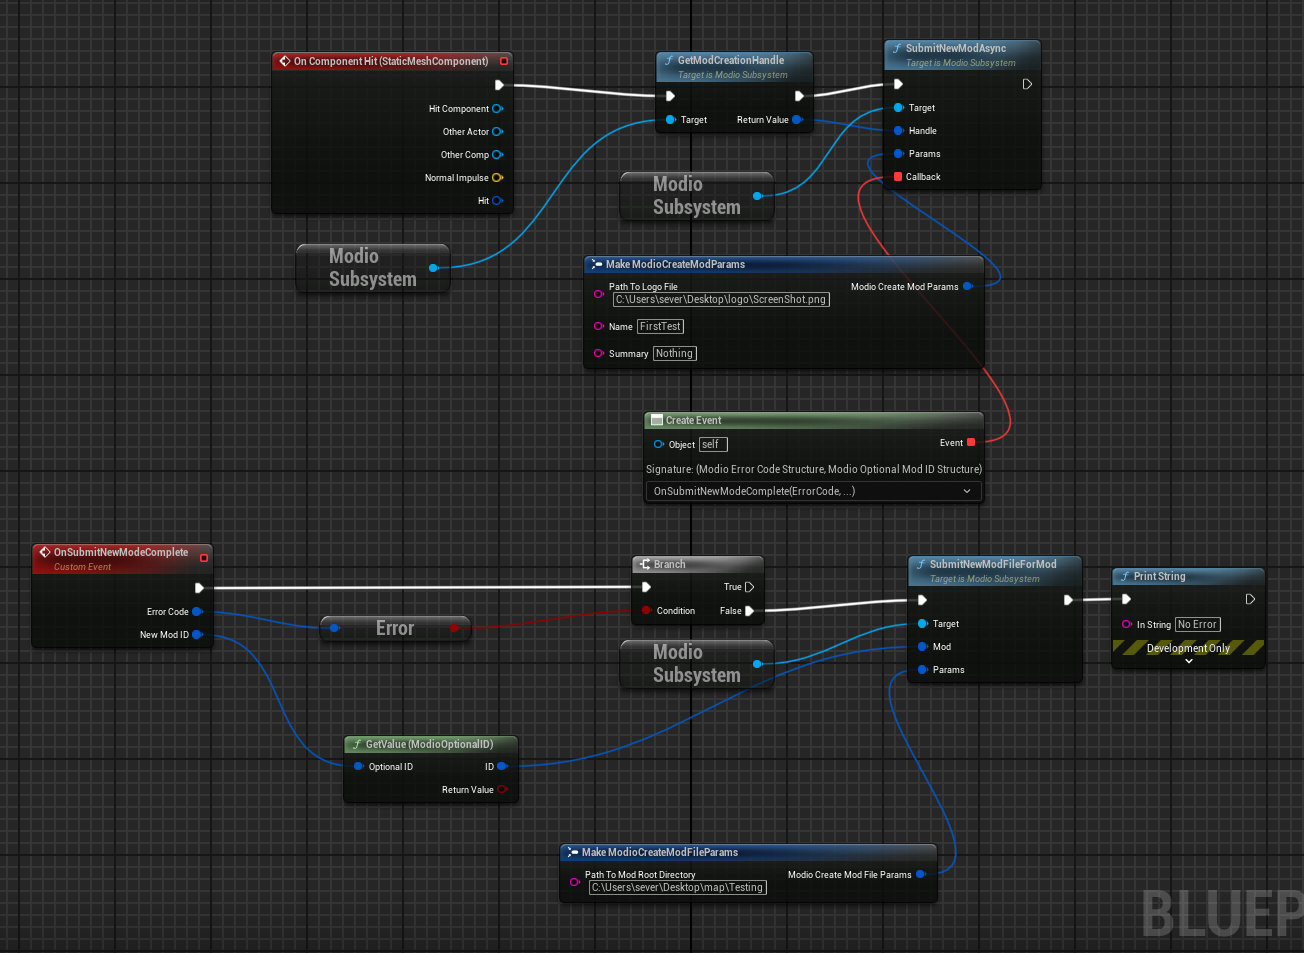 On Component Hit (StaticMeshComponent)
Hit Component
Other Actor
Other Comp
Normal Impulse
Hit
GetModCreationHandle
Target is Modio Subsystem
Target
Return Value
SubmitNewModAsync
Target is Modio Subsystem
Target
Handle
Params
Callback
Modio
Subsystem
Modio
Subsystem
Make ModioCreateModParams
Path To Logo File
C:\Users\sever\Desktop\logo\ScreenShot.png
Modio Create Mod Params
Name FirstTest
Summary Nothing
Create Event
Object self
Event
Signature: (Modio Error Code Structure, Modio Optional Mod ID Structure)
OnSubmitNewModeComplete(ErrorCode, ...)
OnSubmitNewModeComplete
Custom Event
Error Code
New Mod ID
Error
Branch
True
Condition
False
Modio
Subsystem
SubmitNewModFileForMod
Target is Modio Subsystem
Target
Mod
Params
Print String
In String No Error
Development Only
GetValue (ModioOptionalID)
Optional ID
ID
Return Value
Make ModioCreateModFileParams
Path To Mod Root Directory
C:\Users\sever\Desktop\map\Testing
Modio Create Mod File Params
BLUEP